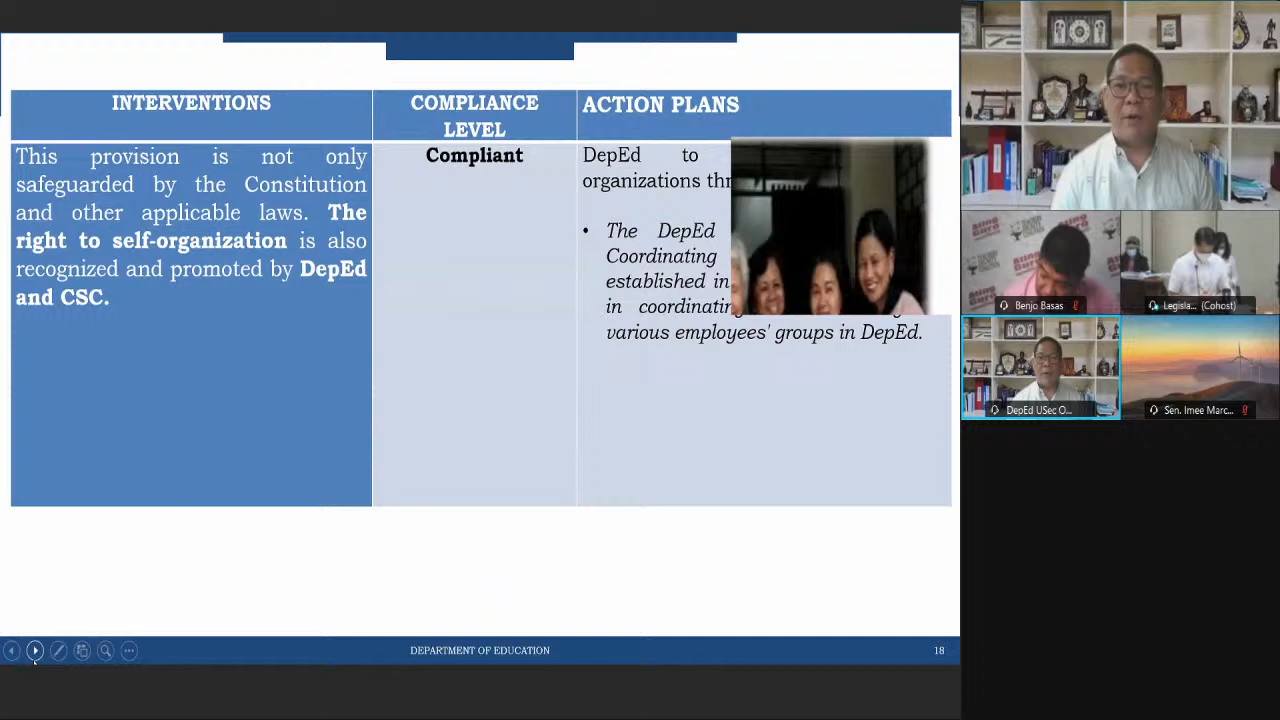 INTERVENTIONS
COMPLIANCE
LEVEL
ACTION PLANS
This provision is not only
safeguarded by the Constitution
and other applicable laws. The
right to self-organization is also
recognized and promoted by DepEd
and CSC.
Compliant
DepEd to
organizations
• The DepEd
Coordinating
established in
in
various employees' groups in DepEd.
DEPARTMENT OF EDUCATION
18
Benjo Basas
Legisla... (Cohost)
DepEd USec O...
Sen. Imee Marc...